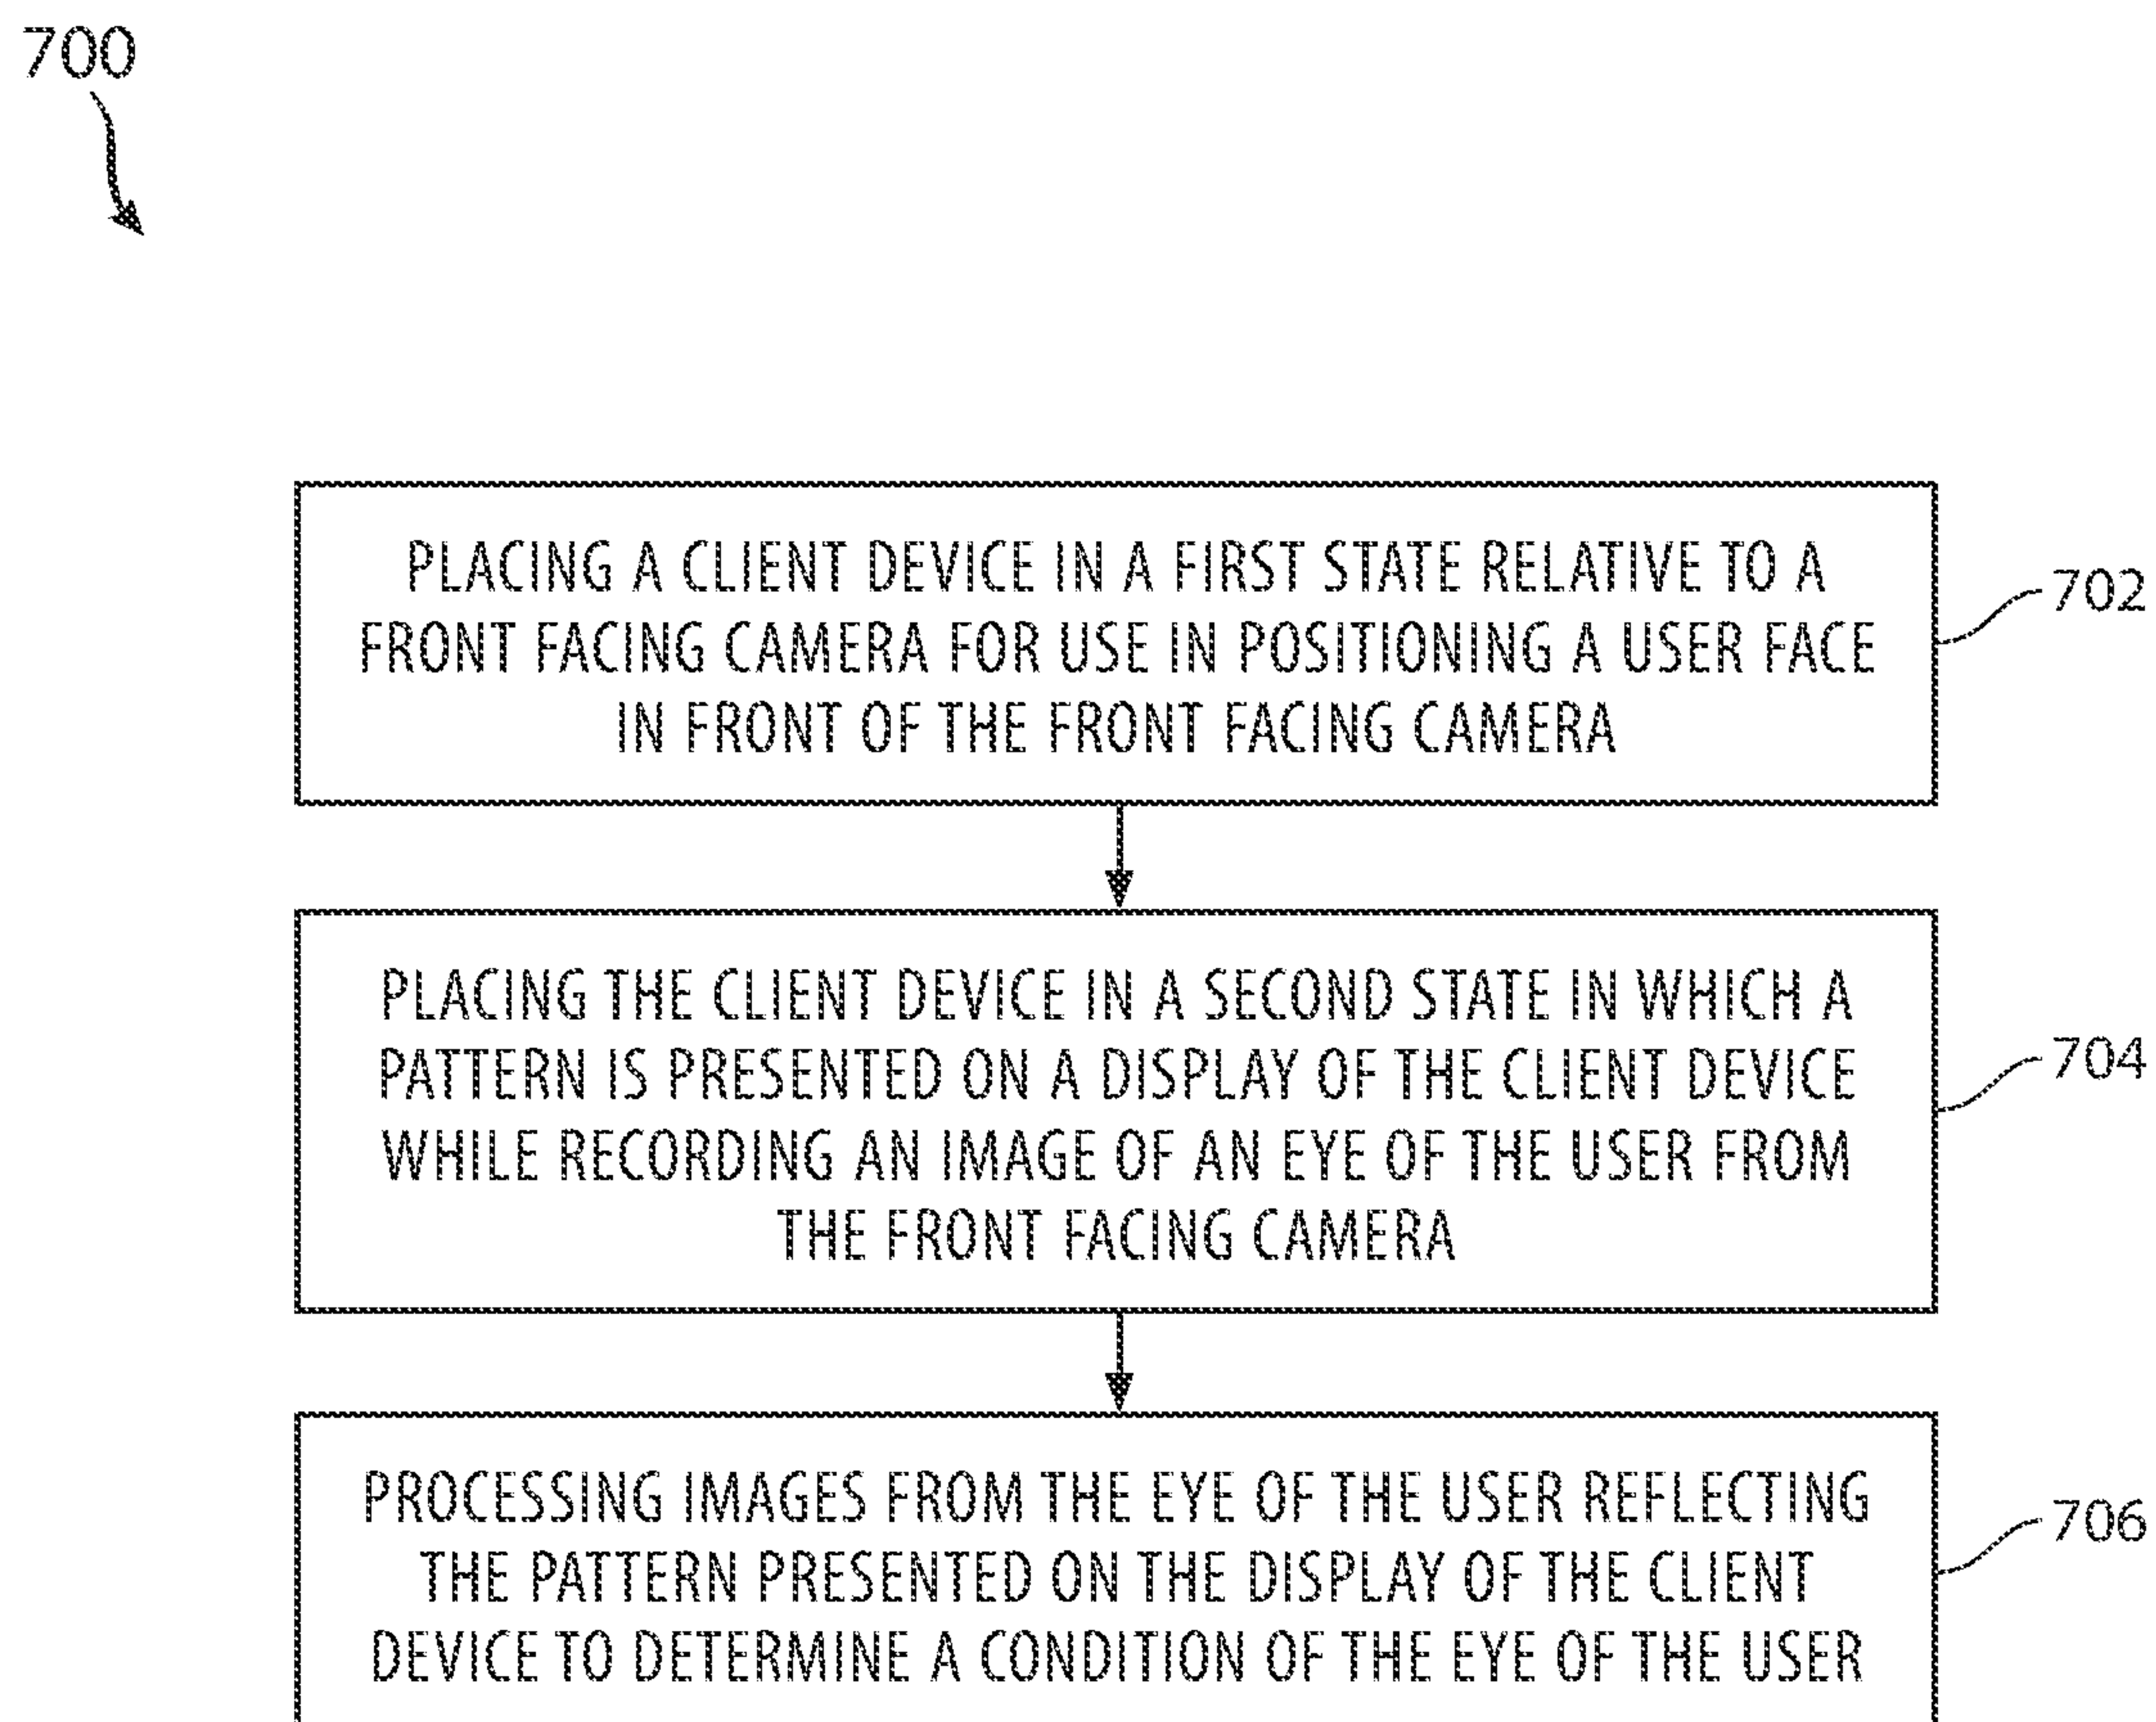 700
PLACING A CLIENT DEVICE IN A FIRST STATE RELATIVE TO A
FRONT FACING CAMERA FOR USE IN POSITIONING A USER FACE
IN FRONT OF THE FRONT FACING CAMERA
702
PLACING THE CLIENT DEVICE IN A SECOND STATE IN WHICH A
PATTERN IS PRESENTED ON A DISPLAY OF THE CLIENT DEVICE
WHILE RECORDING AN IMAGE OF AN EYE OF THE USER FROM
THE FRONT FACING CAMERA
704
PROCESSING IMAGES FROM THE EYE OF THE USER REFLECTING
THE PATTERN PRESENTED ON THE DISPLAY OF THE CLIENT
DEVICE TO DETERMINE A CONDITION OF THE EYE OF THE USER
706